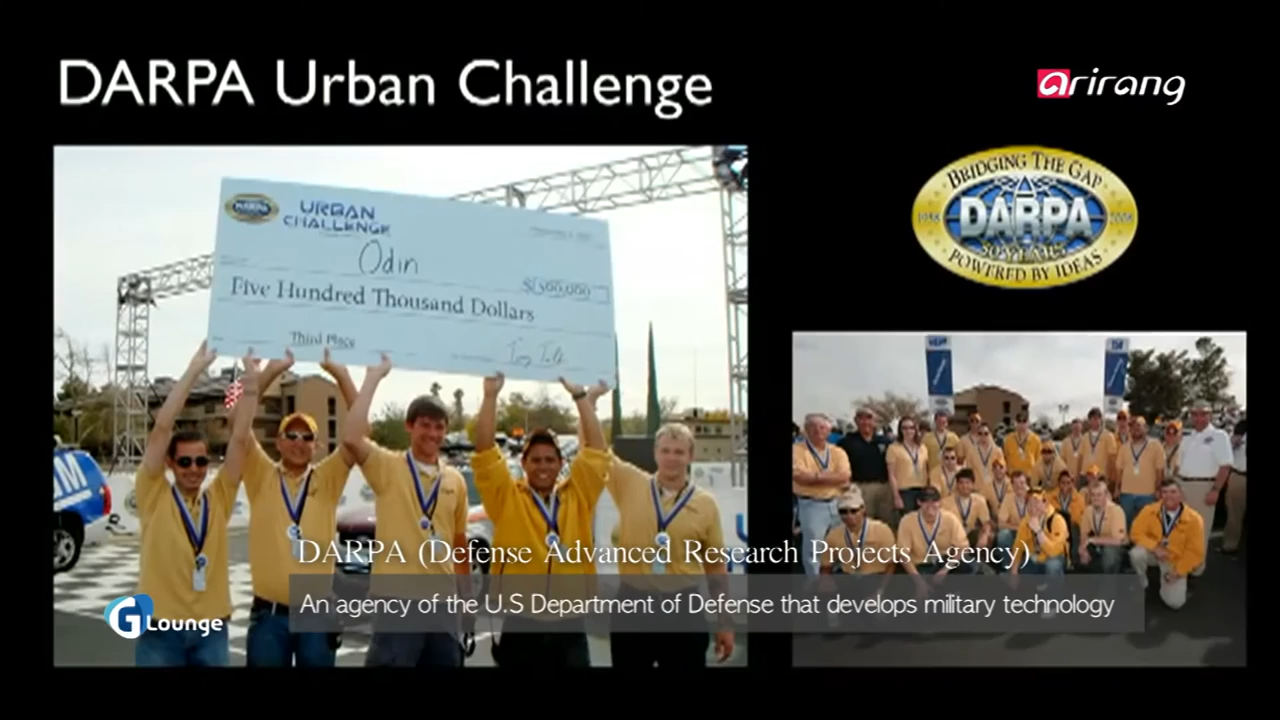 DARPA Urban Challenge
arirang
URBAN
CHALLENGE
Odin
$500,000
Five Hundred Thousand Dollars
Third Place
BRIDGING THE GAP
DARPA
50 YEARS
POWERED BY IDEAS
DARPA (Defense Advanced Research Projects Agency)
An agency of the U.S Department of Defense that develops military technology
G LOUNGE